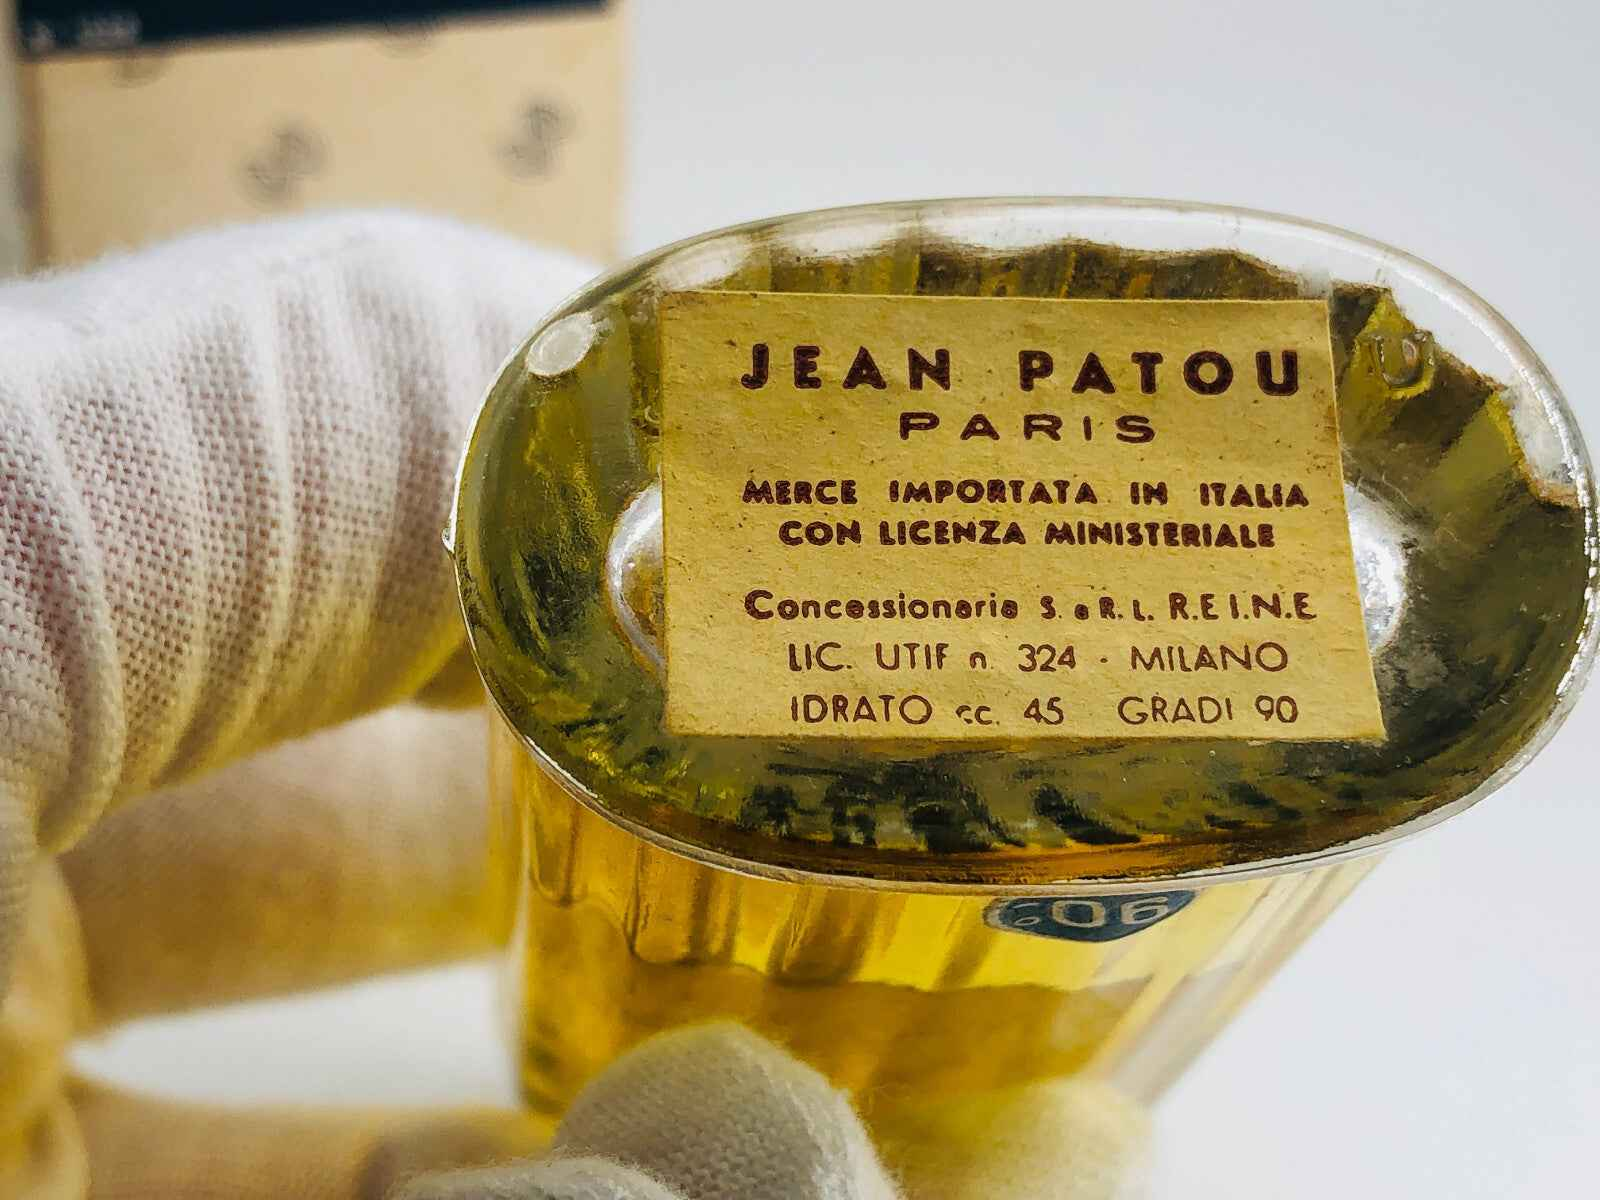 JEAN PATOU
PARIS
MERCE IMPORTATA IN ITALIA
CON LICENZA MINISTERIALE
Concessionaria S. a R. L. R.E.I.N.E
LIC. UTIF n. 324 - MILANO
IDRATO cc. 45 GRADI 90